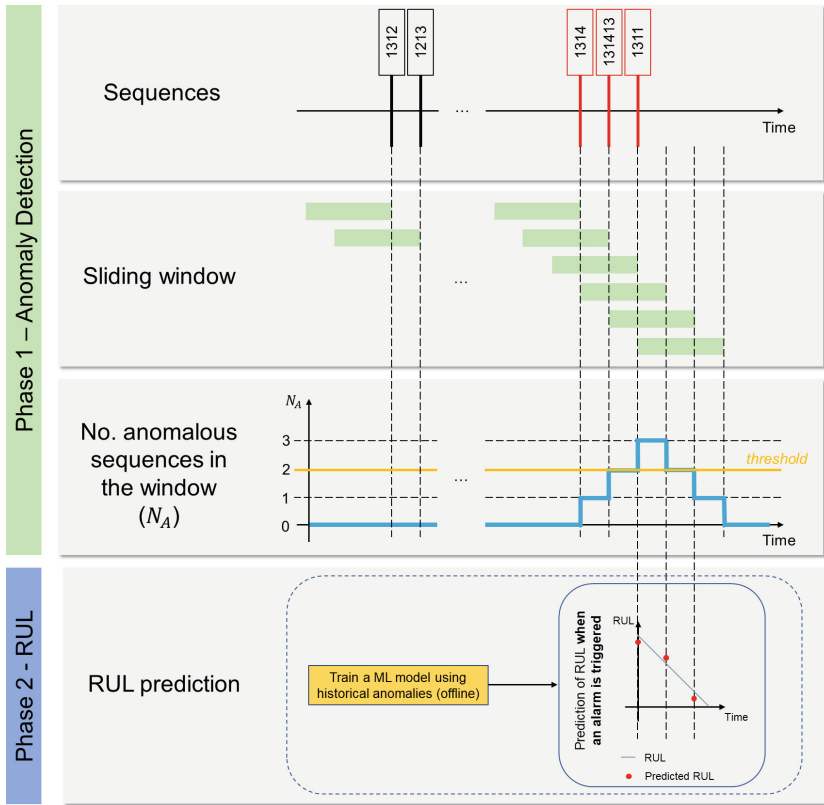 Phase 1 – Anomaly Detection
Sequences
1312
1213
...
1314
131413
1311
Time
Sliding window
...
No. anomalous
sequences in
the window
(N_A)
N_A
3
2
1
0
...
threshold
Time
Phase 2 - RUL
RUL prediction
Train a ML model using
historical anomalies (offline)
Prediction of RUL when
an alarm is triggered
RUL
Time
RUL
Predicted RUL